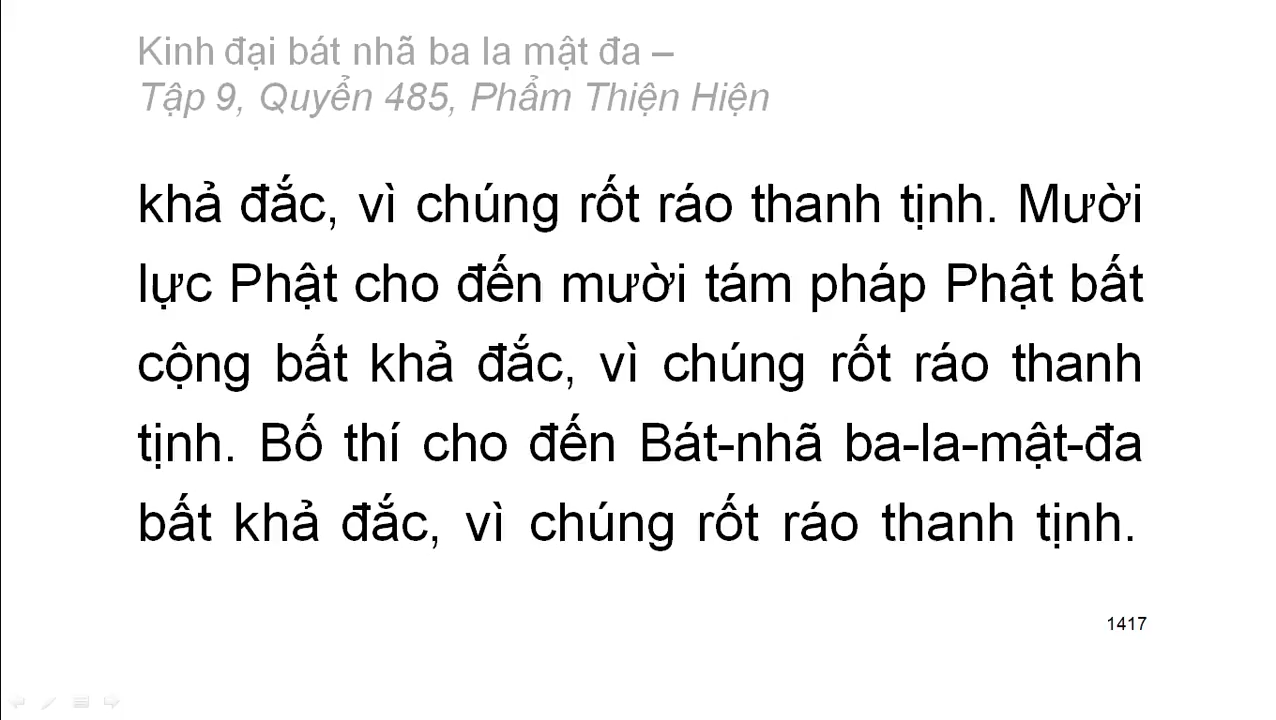 Kinh đại bát nhã ba la mật đa –
Tập 9, Quyển 485, Phẩm Thiện Hiện
khả đắc, vì chúng rốt ráo thanh tịnh. Mười
lực Phật cho đến mười tám pháp Phật bất
cộng bất khả đắc, vì chúng rốt ráo thanh
tịnh. Bố thí cho đến Bát-nhã ba-la-mật-đa
bất khả đắc, vì chúng rốt ráo thanh tịnh.
1417